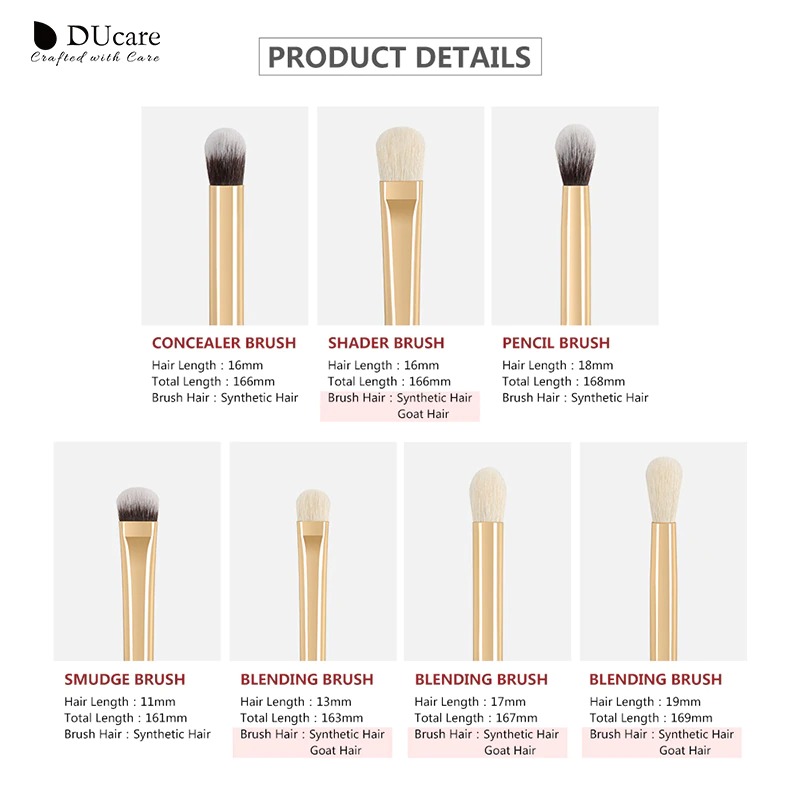 DUcare
Crafted with Care
PRODUCT DETAILS
CONCEALER BRUSH
Hair Length : 16mm
Total Length : 166mm
Brush Hair : Synthetic Hair
SHADER BRUSH
Hair Length : 16mm
Total Length : 166mm
Brush Hair : Synthetic Hair
Goat Hair
PENCIL BRUSH
Hair Length : 18mm
Total Length : 168mm
Brush Hair : Synthetic Hair
SMUDGE BRUSH
Hair Length : 11mm
Total Length : 161mm
Brush Hair : Synthetic Hair
BLENDING BRUSH
Hair Length : 13mm
Total Length : 163mm
Brush Hair : Synthetic Hair
Goat Hair
BLENDING BRUSH
Hair Length : 17mm
Total Length : 167mm
Brush Hair : Synthetic Hair
Goat Hair
BLENDING BRUSH
Hair Length : 19mm
Total Length : 169mm
Brush Hair : Synthetic Hair
Goat Hair